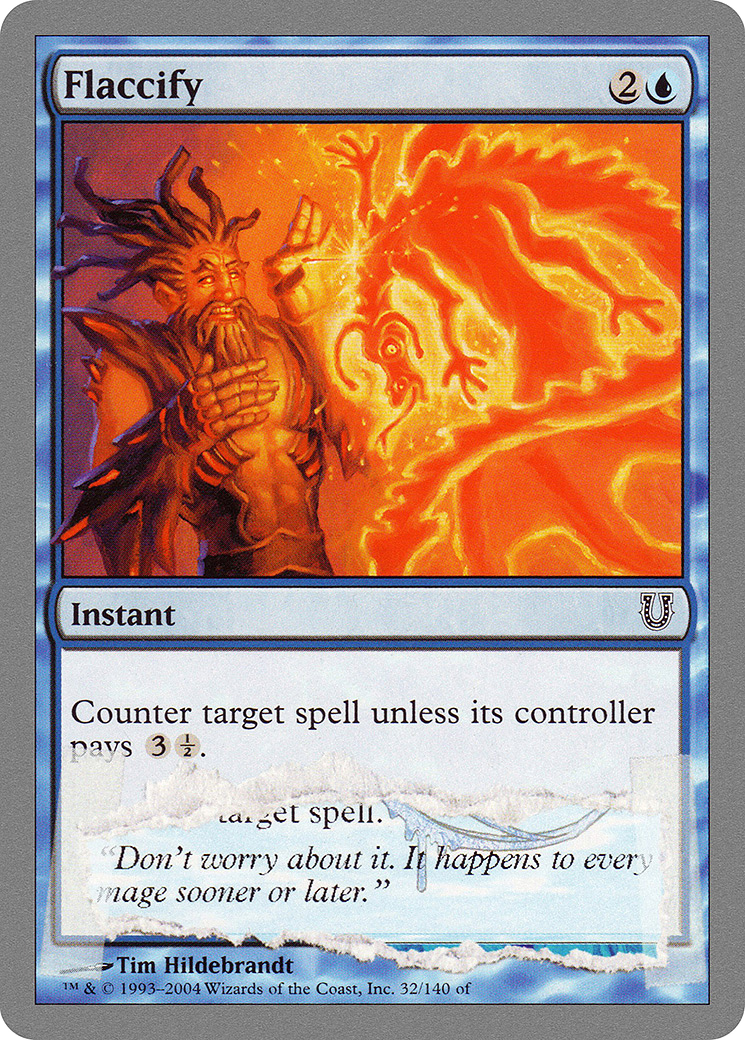 Flaccify
2
Instant
Counter target spell unless its controller
pays 3 ½.
target spell.
"Don't worry about it. It happens to every
mage sooner or later."
Tim Hildebrandt
™ & © 1993–2004 Wizards of the Coast, Inc. 32/140 of